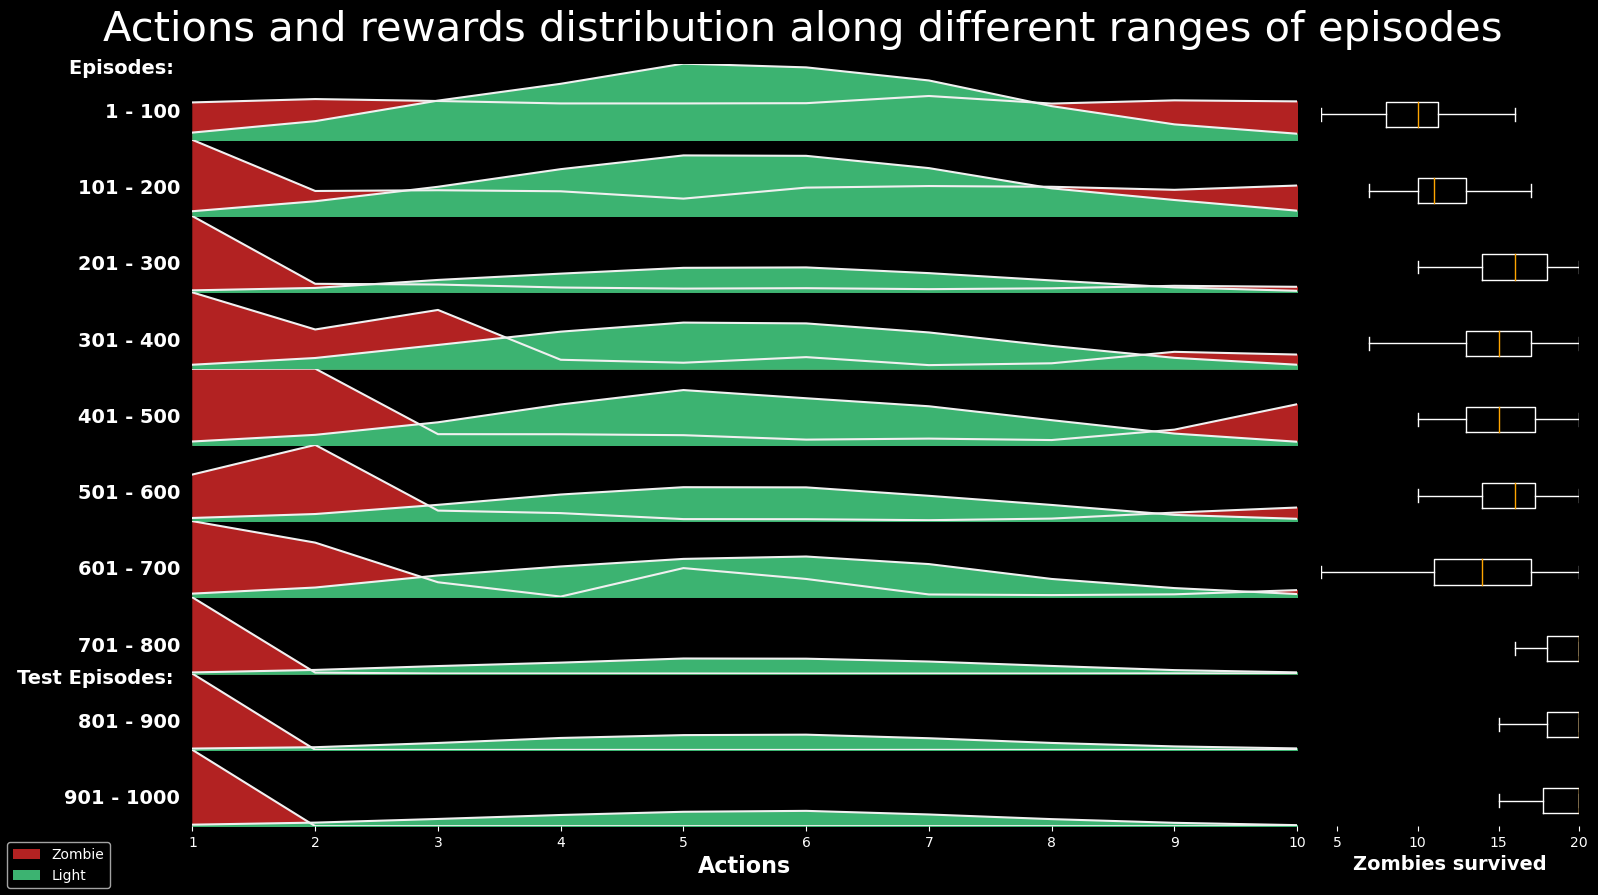 Actions and rewards distribution along different ranges of episodes
Episodes:
1 - 100
101 - 200
201 - 300
301 - 400
401 - 500
501 - 600
601 - 700
701 - 800
Test Episodes:
801 - 900
901 - 1000
1 2 3 4 5 6 7 8 9 10
Actions
5 10 15 20
Zombies survived
Zombie
Light